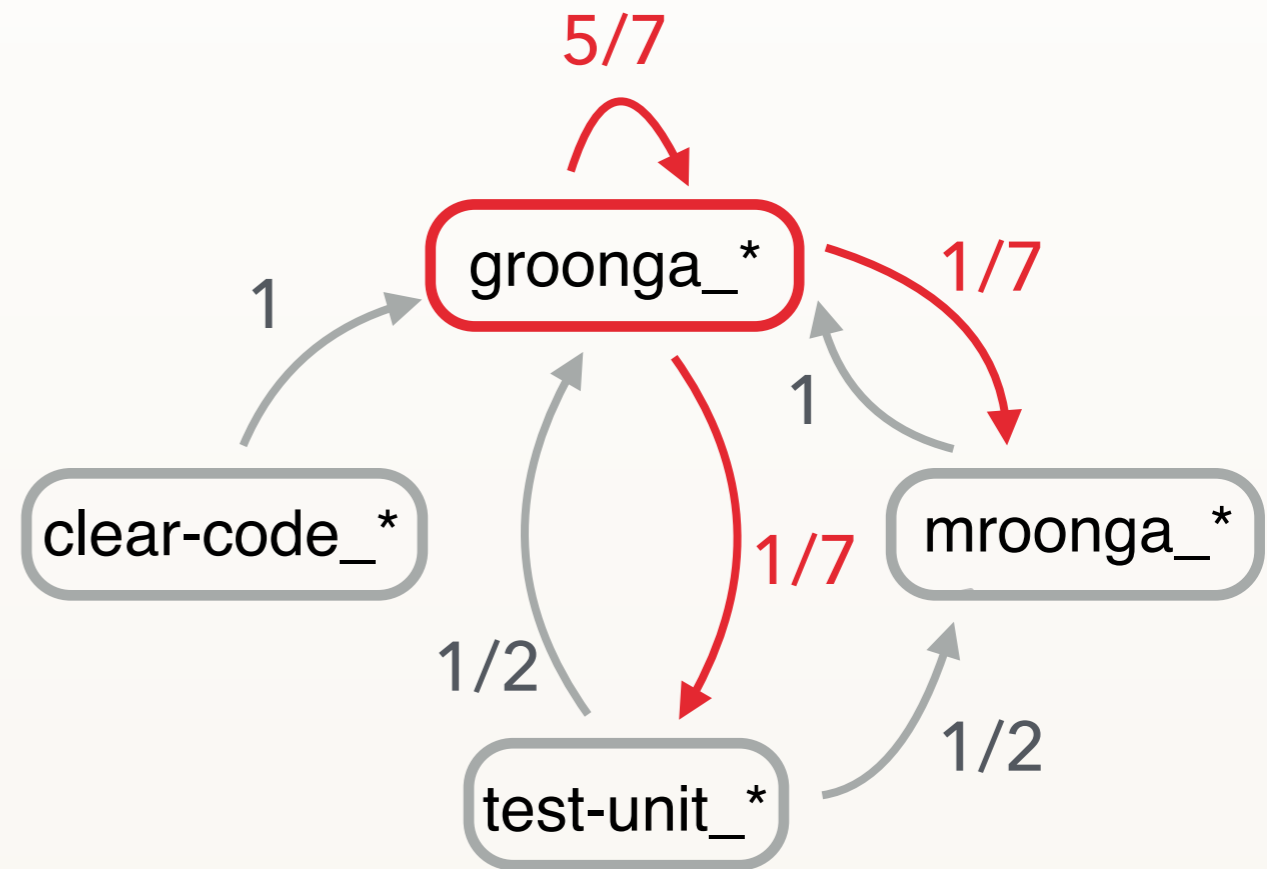 5/7
groonga_*
1/7
1
1
clear-code_*
mroonga_*
1/7
1/2
1/2
test-unit_*